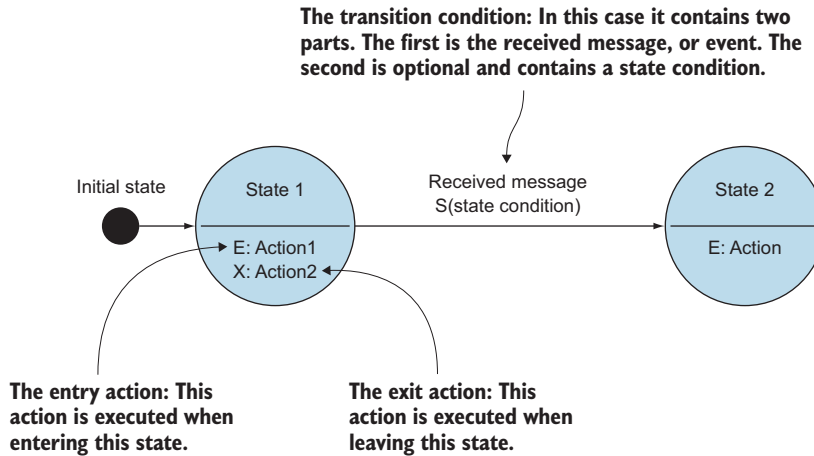 The transition condition: In this case it contains two
parts. The first is the received message, or event. The
second is optional and contains a state condition.
Initial state
State 1
Received message
S(state condition)
State 2
E: Action1
X: Action2
E: Action
The entry action: This
action is executed when
entering this state.
The exit action: This
action is executed when
leaving this state.